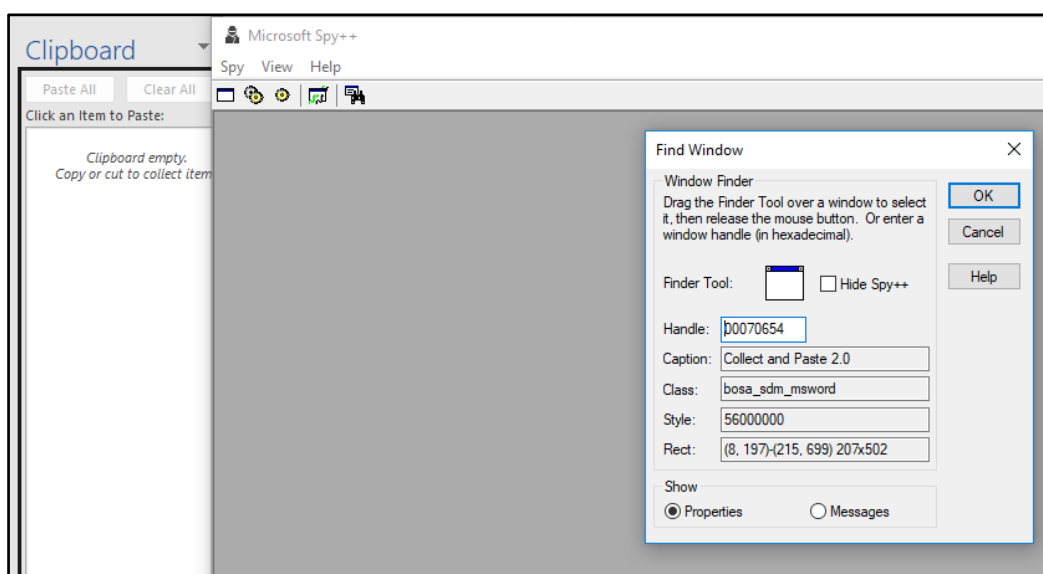 Clipboard
Paste All Clear All
Click an Item to Paste:
Clipboard empty.
Copy or cut to collect item
Microsoft Spy++
Spy View Help
Find Window
Window Finder
Drag the Finder Tool over a window to select
it, then release the mouse button. Or enter a
window handle (in hexadecimal).
Finder Tool: Hide Spy++
Handle: 00070654
Caption: Collect and Paste 2.0
Class: bosa_sdm_msword
Style: 56000000
Rect: (8, 197)-(215, 699) 207x502
Show
Properties Messages
OK
Cancel
Help